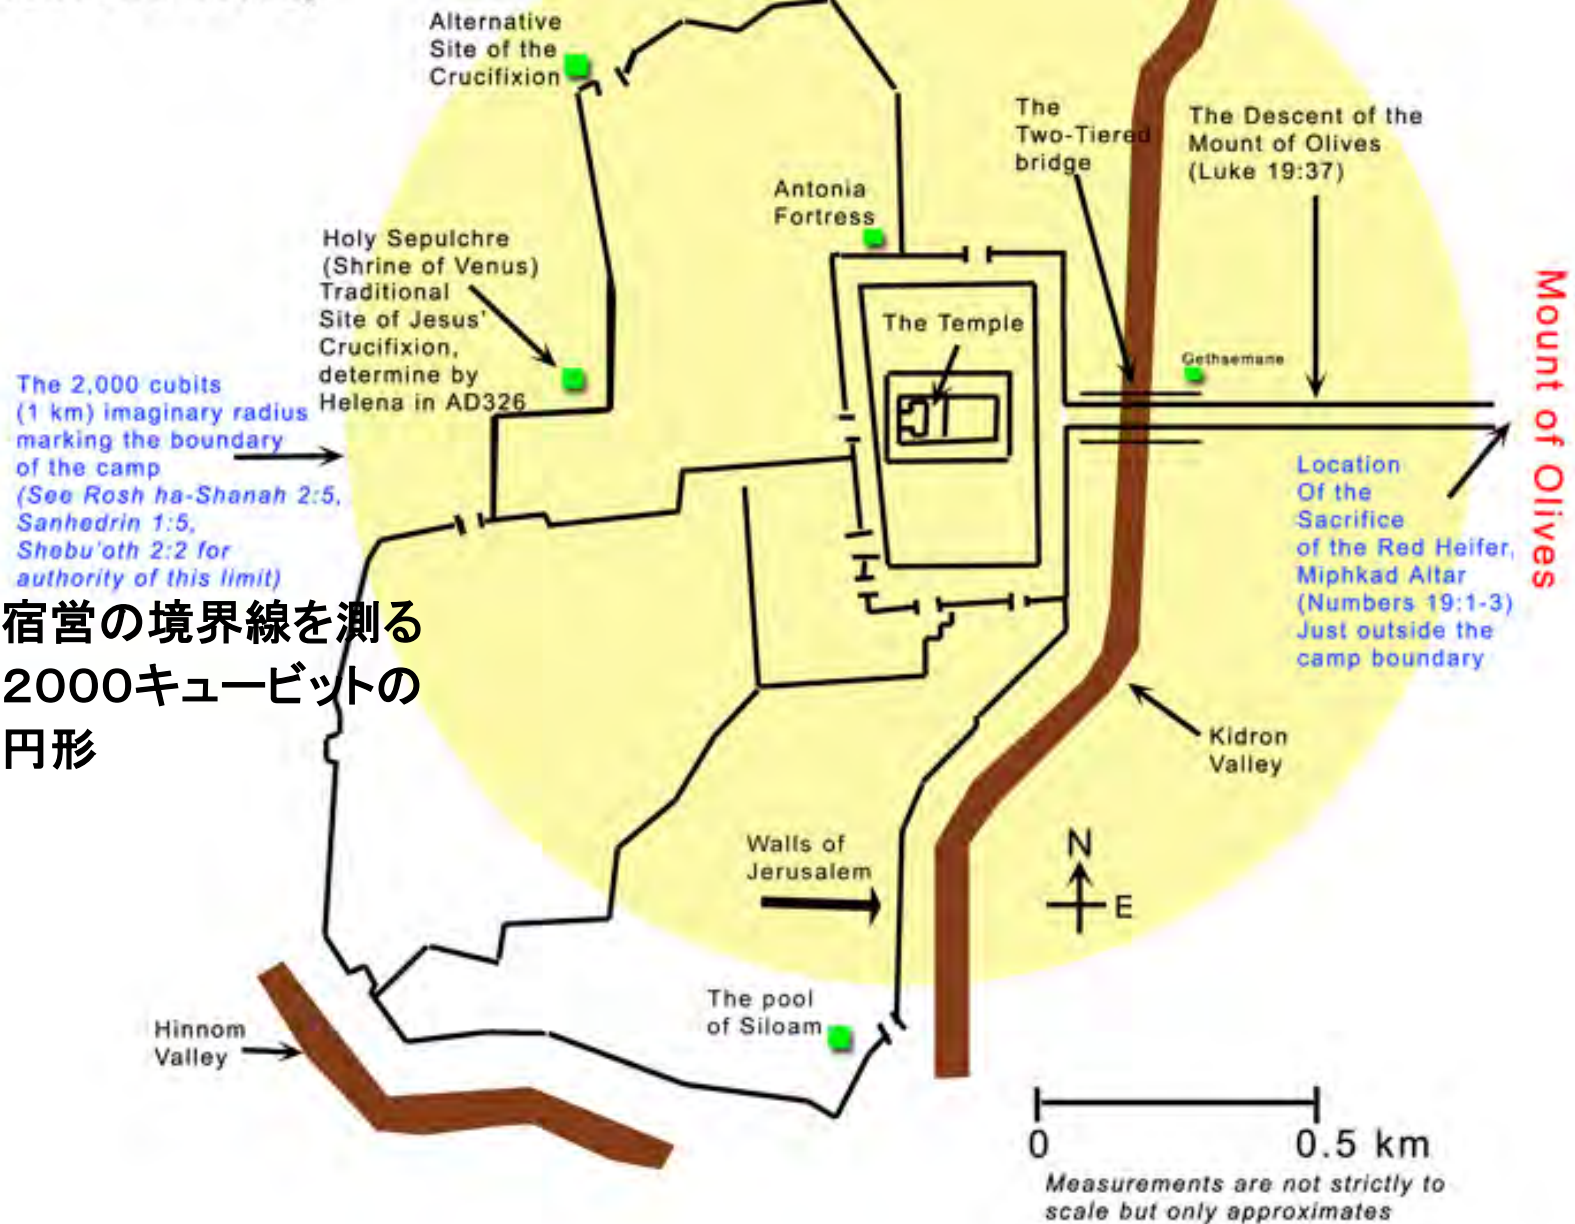 Alternative
Site of the
Crucifixion
The
Two-Tiered
bridge
The Descent of the
Mount of Olives
(Luke 19:37)
Antonia
Fortress
Holy Sepulchre
(Shrine of Venus)
Traditional
Site of Jesus'
Crucifixion,
determine by
Helena in AD326
The Temple
Gethsemane
Mount of Olives
The 2,000 cubits
(1 km) imaginary radius
marking the boundary
of the camp
(See Rosh ha-Shanah 2:5,
Sanhedrin 1:5,
Shebu'oth 2:2 for
authority of this limit)
宿営の境界線を測る
2000キュービットの
円形
Location
Of the
Sacrifice
of the Red Heifer,
Miphkad Altar
(Numbers 19:1-3)
Just outside the
camp boundary
Kidron
Valley
Walls of
Jerusalem
N
E
The pool
of Siloam
Hinnom
Valley
0
0.5 km
Measurements are not strictly to
scale but only approximates